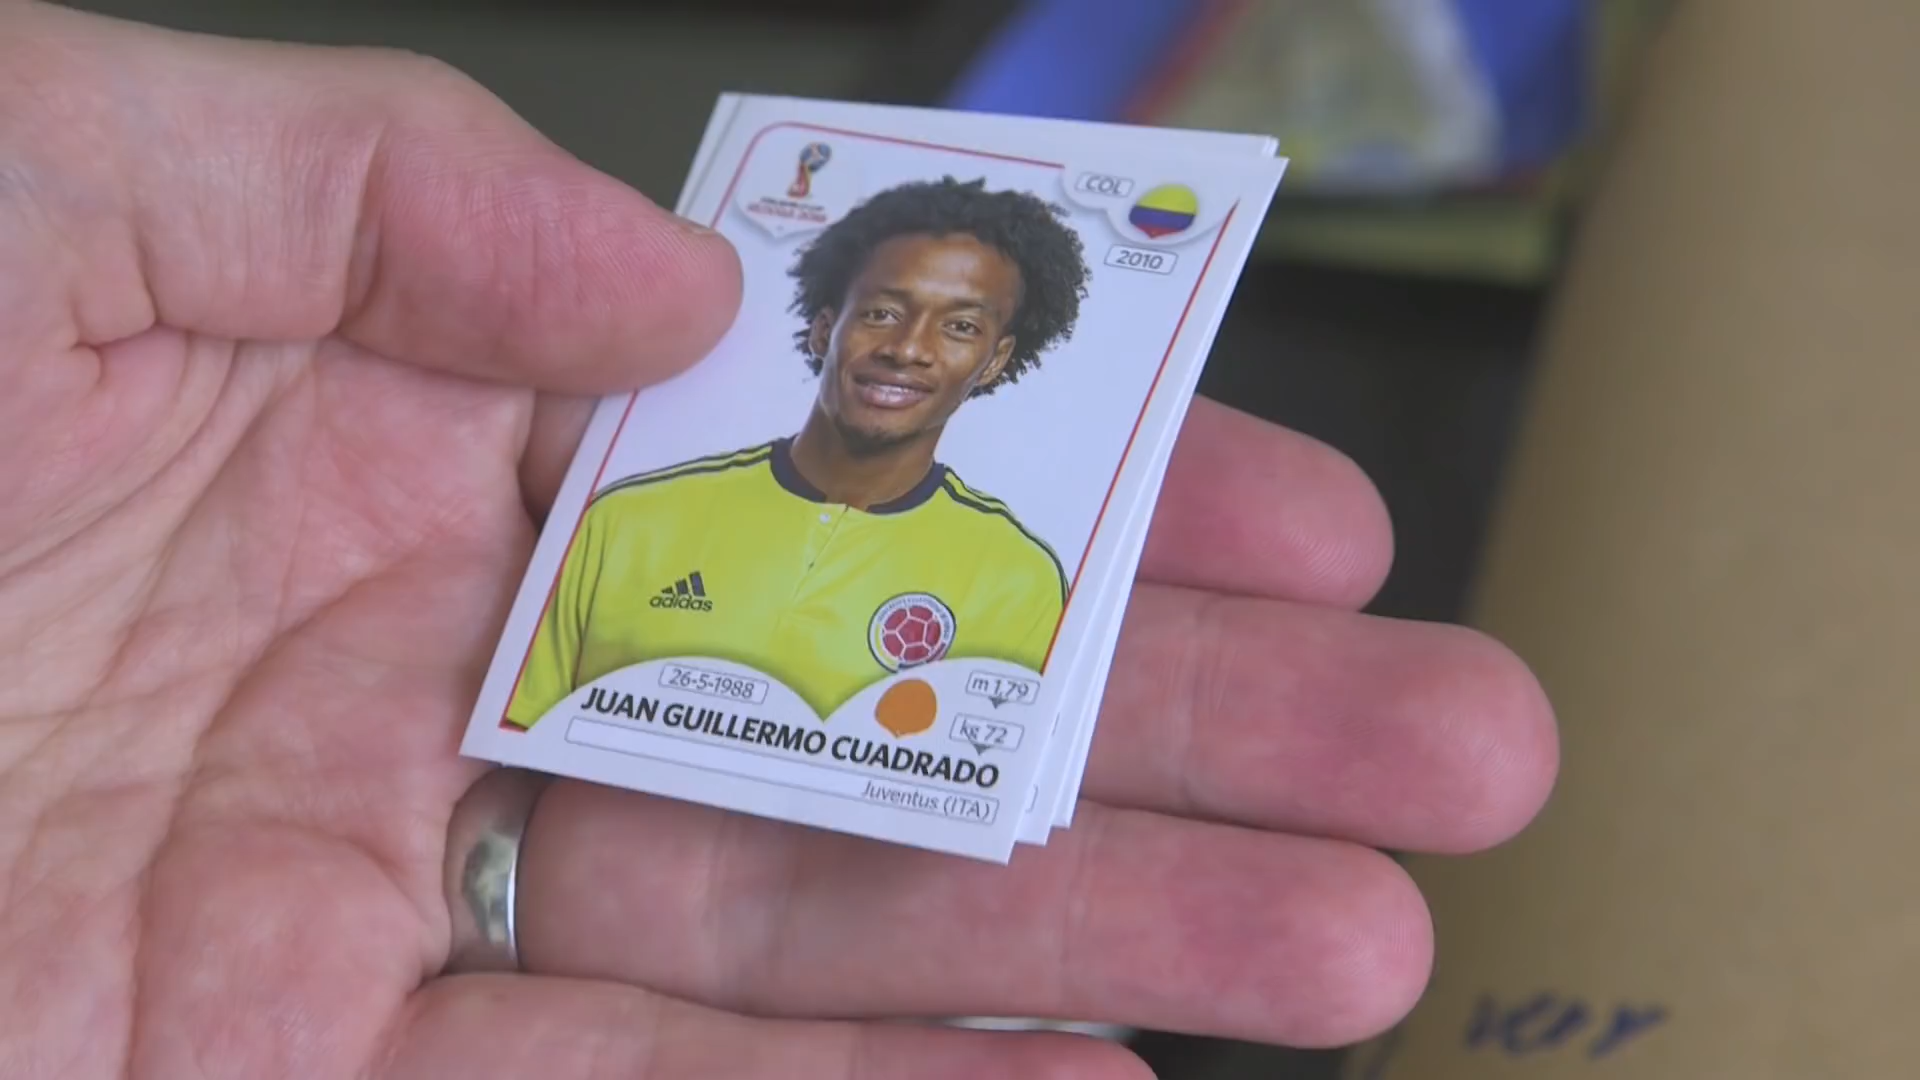 COL
2010
adidas
26-5-1988
m 1,79
kg 72
JUAN GUILLERMO CUADRADO
Juventus (ITA)